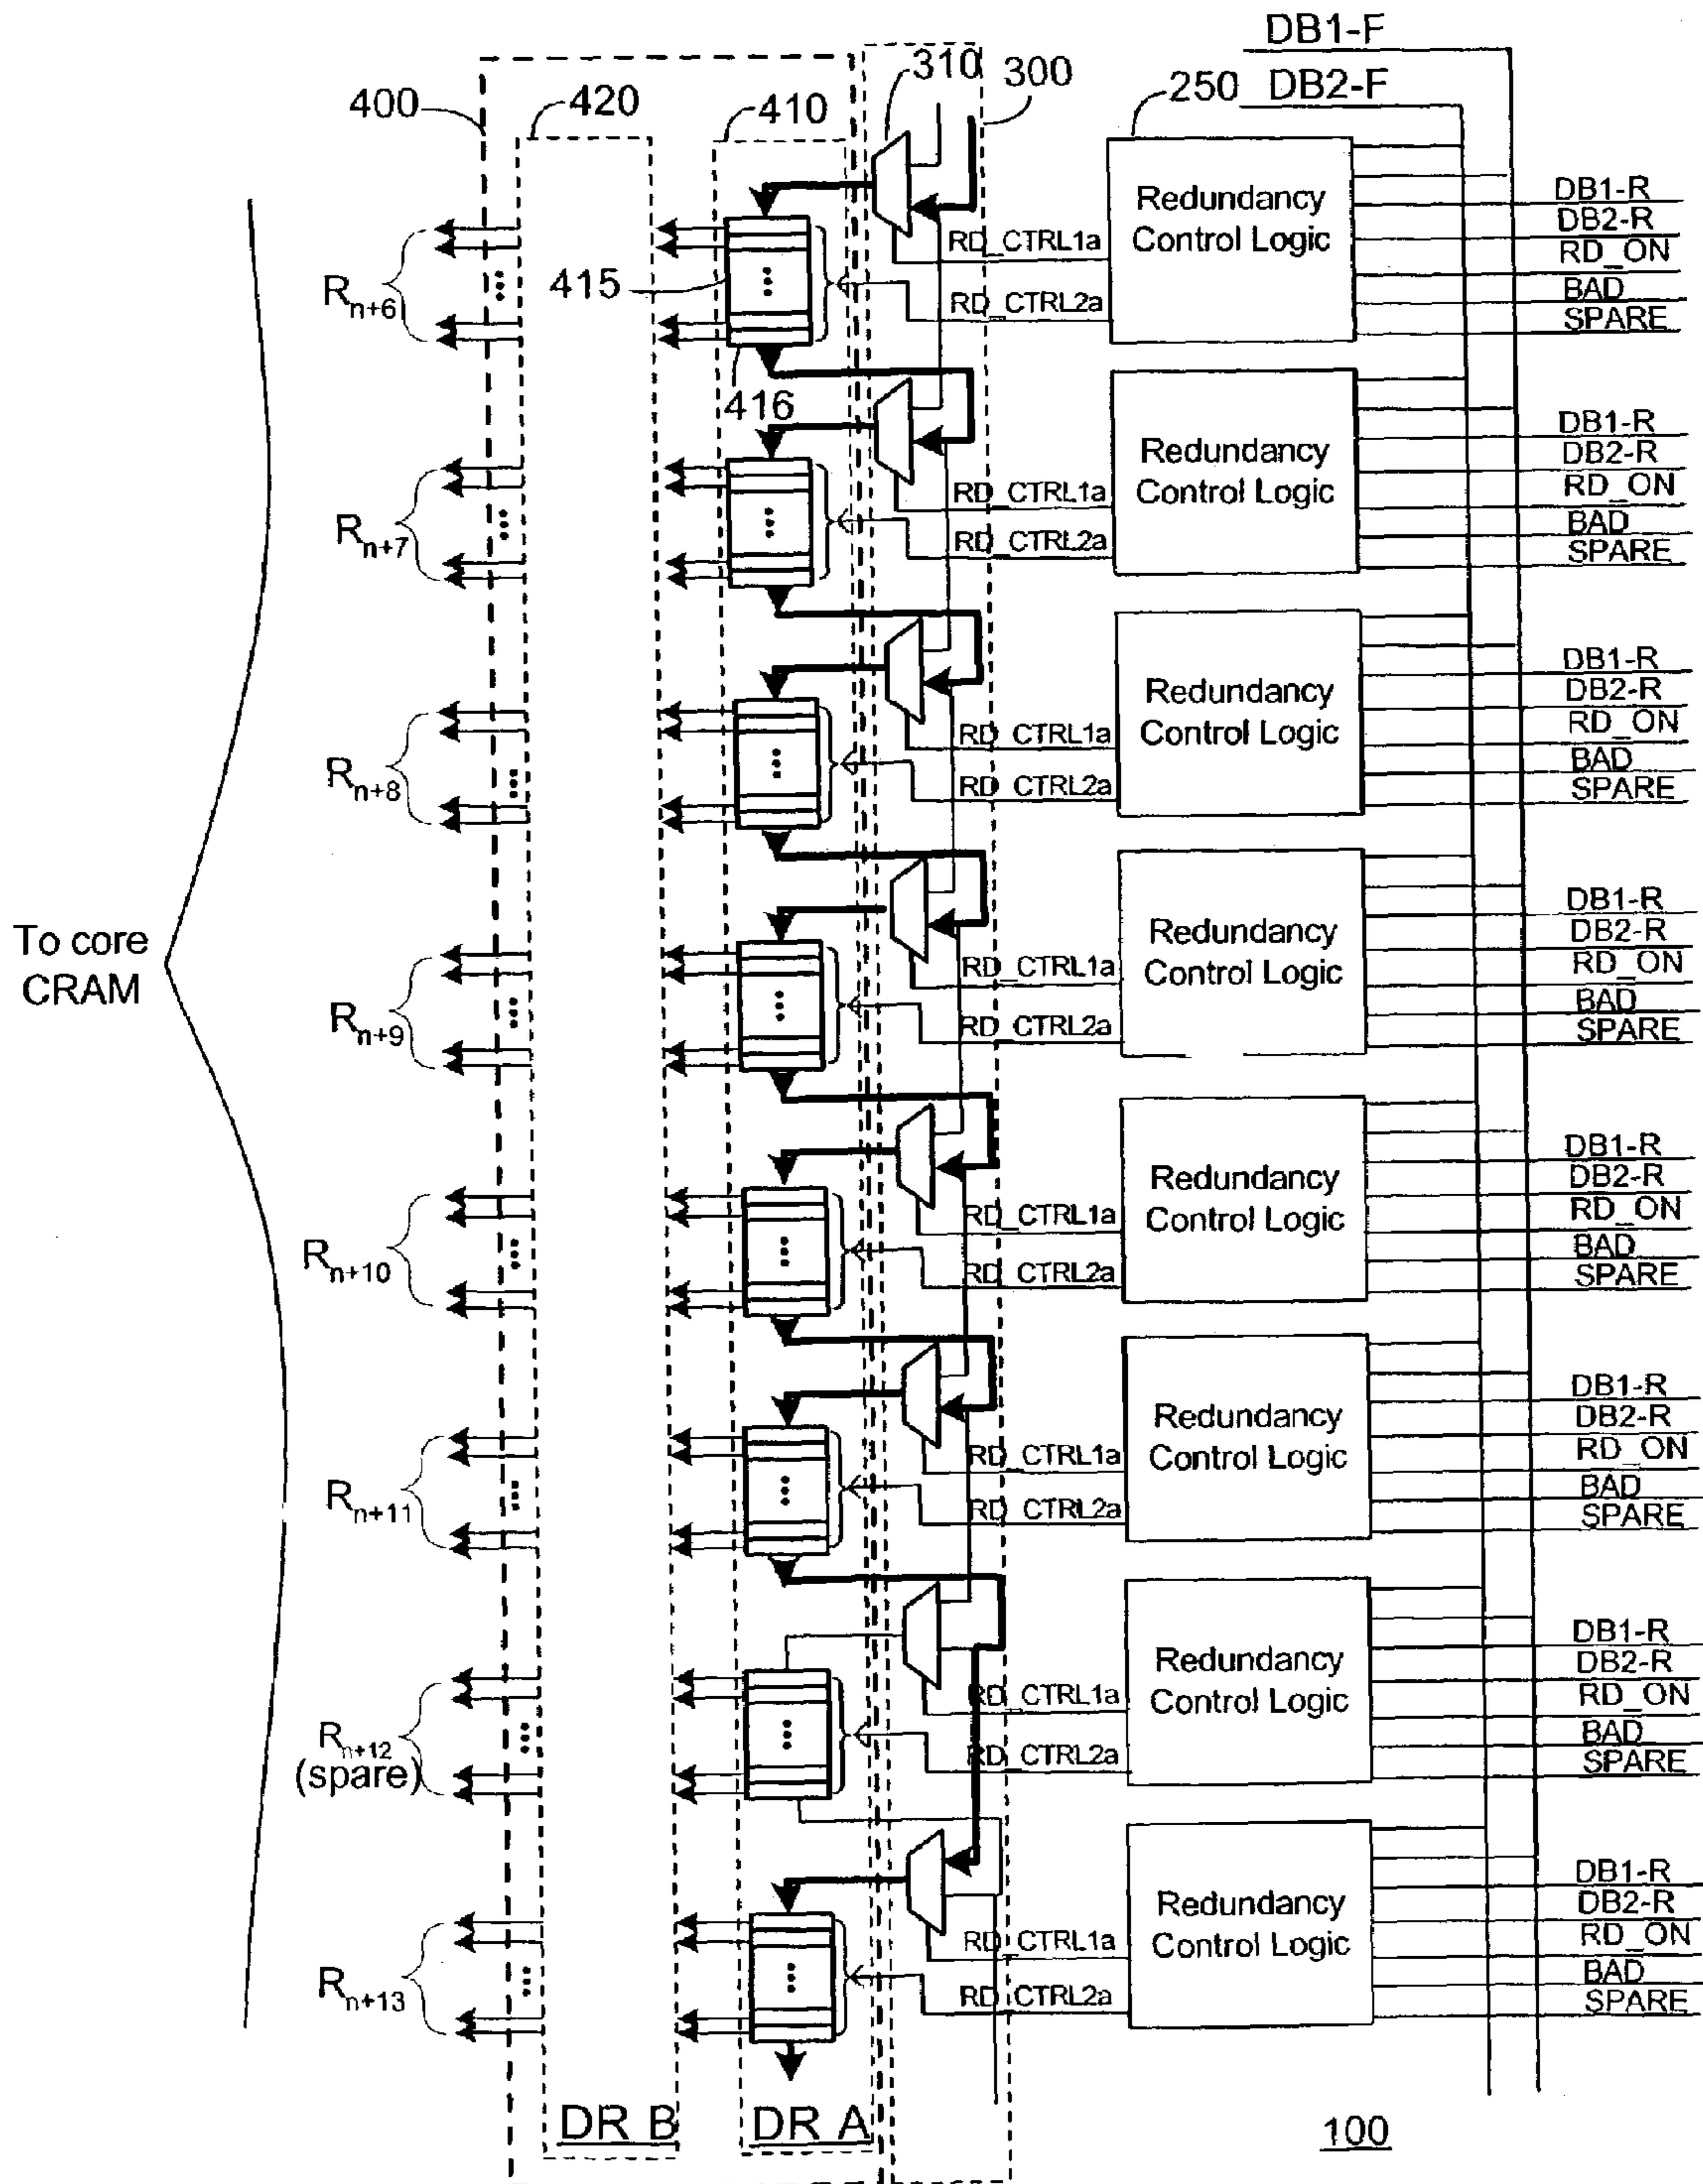 DB1-F
310
300
250
DB2-F
400
420
410
Redundancy
Control Logic
DB1-R
DB2-R
RD_ON
BAD
SPARE
RD_CTRL1a
RD_CTRL2a
415
416
Rn+6
Redundancy
Control Logic
DB1-R
DB2-R
RD_ON
BAD
SPARE
RD_CTRL1a
RD_CTRL2a
Rn+7
Redundancy
Control Logic
DB1-R
DB2-R
RD_ON
BAD
SPARE
RD_CTRL1a
RD_CTRL2a
Rn+8
To core
CRAM
Redundancy
Control Logic
DB1-R
DB2-R
RD_ON
BAD
SPARE
RD_CTRL1a
RD_CTRL2a
Rn+9
Redundancy
Control Logic
DB1-R
DB2-R
RD_ON
BAD
SPARE
RD_CTRL1a
RD_CTRL2a
Rn+10
Redundancy
Control Logic
DB1-R
DB2-R
RD_ON
BAD
SPARE
RD_CTRL1a
RD_CTRL2a
Rn+11
Redundancy
Control Logic
DB1-R
DB2-R
RD_ON
BAD
SPARE
RD_CTRL1a
RD_CTRL2a
Rn+12
(spare)
Redundancy
Control Logic
DB1-R
DB2-R
RD_ON
BAD
SPARE
RD_CTRL1a
RD_CTRL2a
Rn+13
DR B
DR A
100